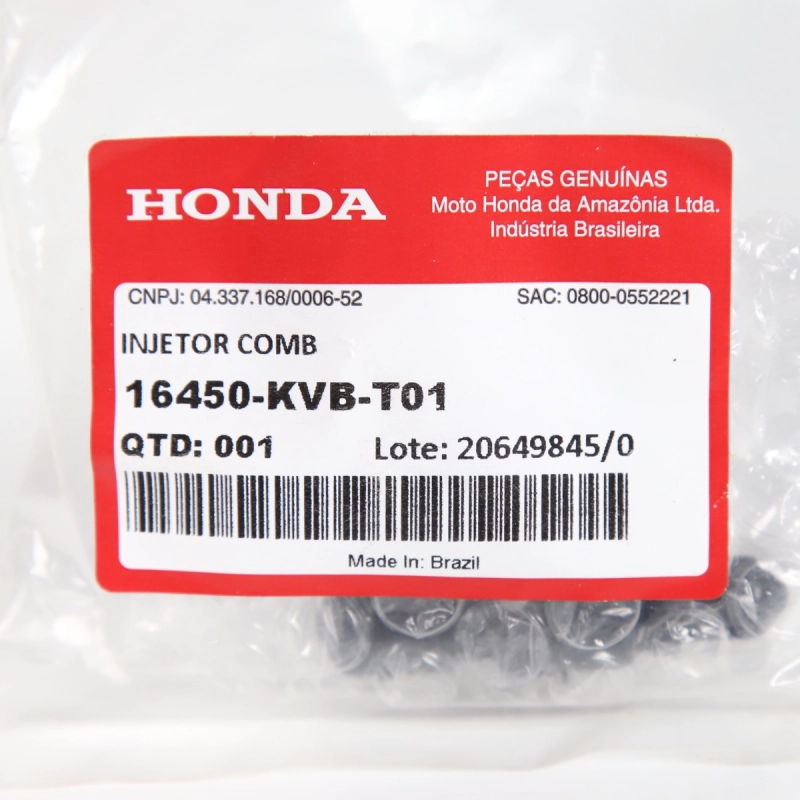 HONDA
PEÇAS GENUÍNAS
Moto Honda da Amazônia Ltda.
Indústria Brasileira
CNPJ: 04.337.168/0006-52 SAC: 0800-0552221
INJETOR COMB
16450-KVB-T01
QTD: 001 Lote: 20649845/0
Made In: Brazil